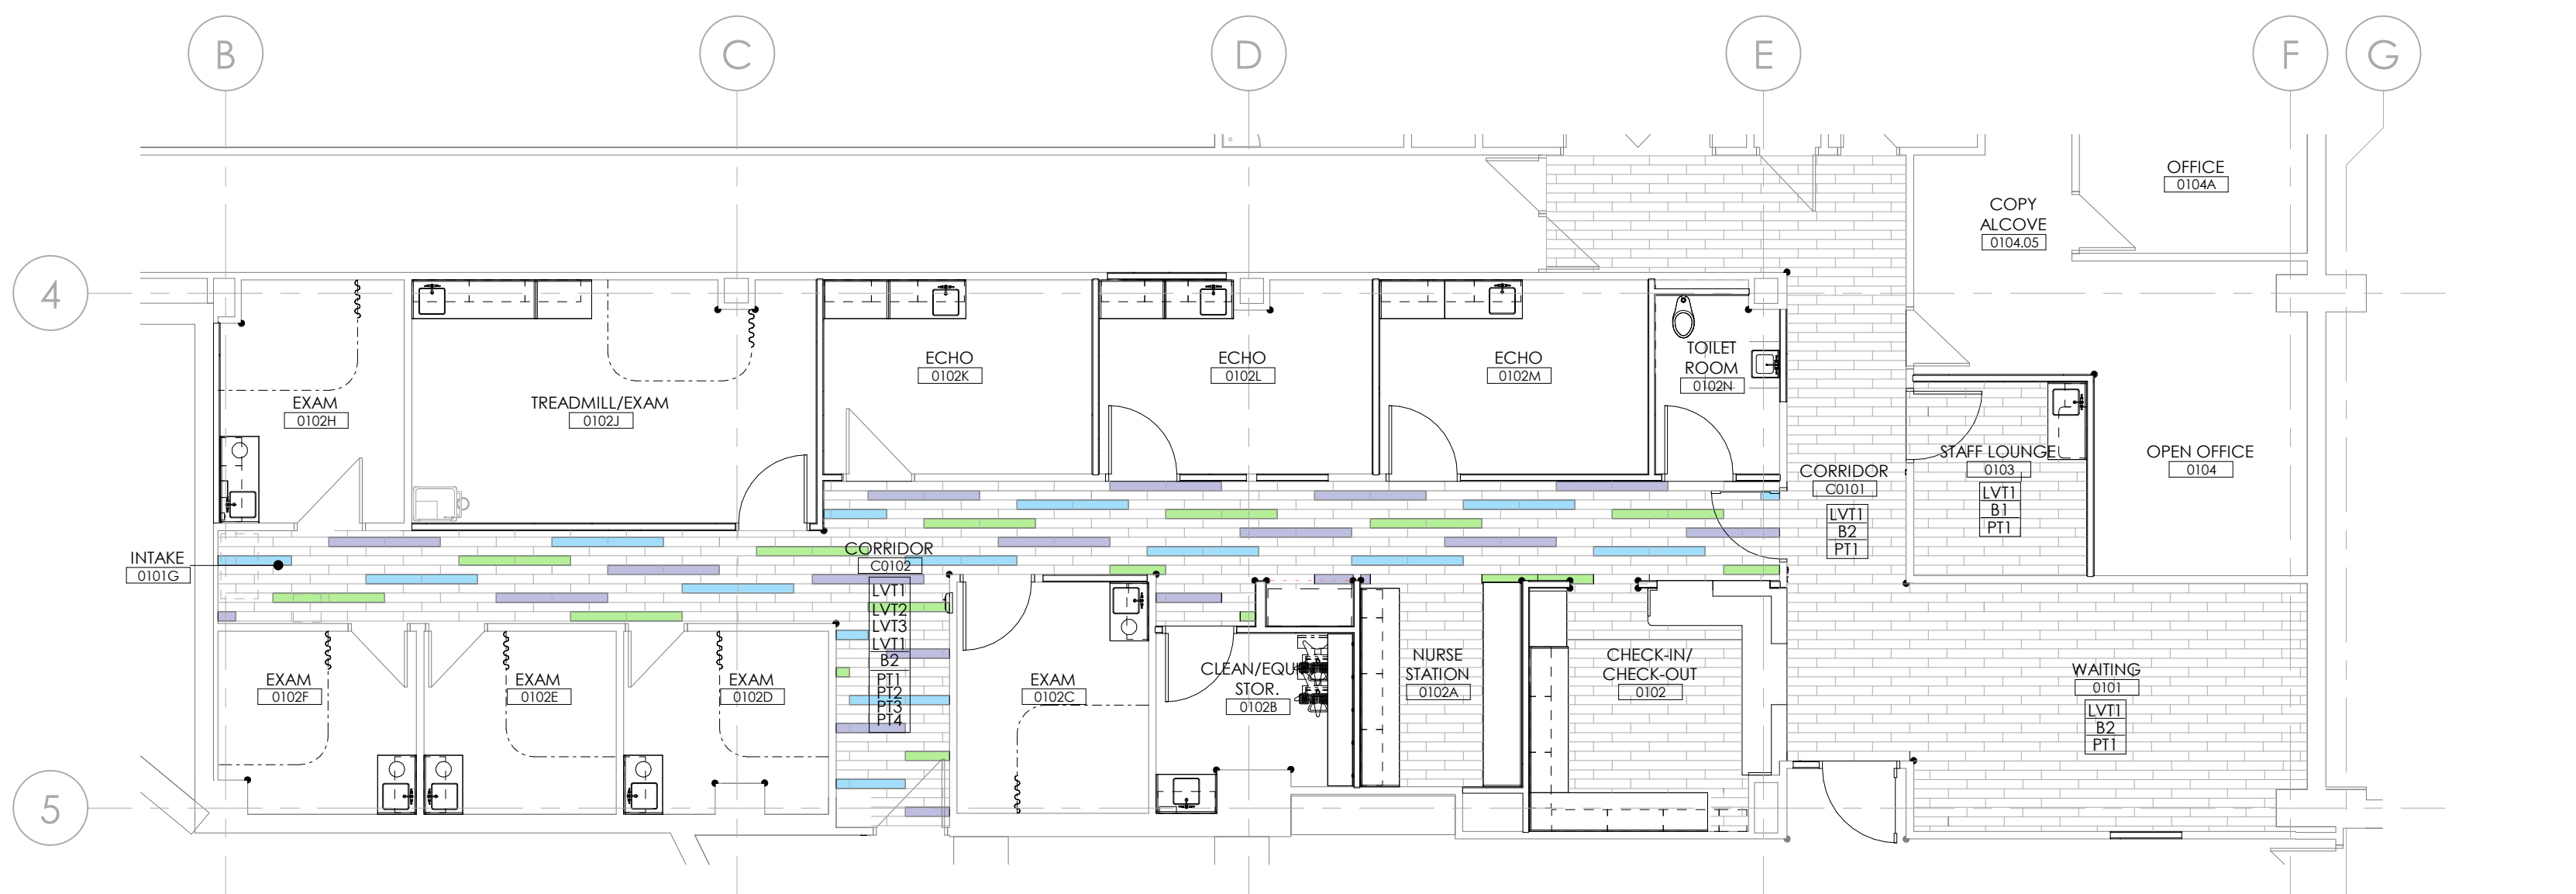 B
C
D
E
F
G
4
5
OFFICE
0104A
COPY
ALCOVE
0104.05
EXAM
0102H
TREADMILL/EXAM
0102J
ECHO
0102K
ECHO
0102L
ECHO
0102M
TOILET
ROOM
0102N
CORRIDOR
C0101
LVT1
B2
PT1
STAFF LOUNGE
0103
LVT1
B1
PT1
OPEN OFFICE
0104
INTAKE
0101G
CORRIDOR
C0102
LVT1
LVT2
LVT3
LVT1
B2
PT1
PT2
PT3
PT4
EXAM
0102F
EXAM
0102E
EXAM
0102D
EXAM
0102C
CLEAN/EQUI
STOR.
0102B
NURSE
STATION
0102A
CHECK-IN/
CHECK-OUT
0102
WAITING
0101
LVT1
B2
PT1